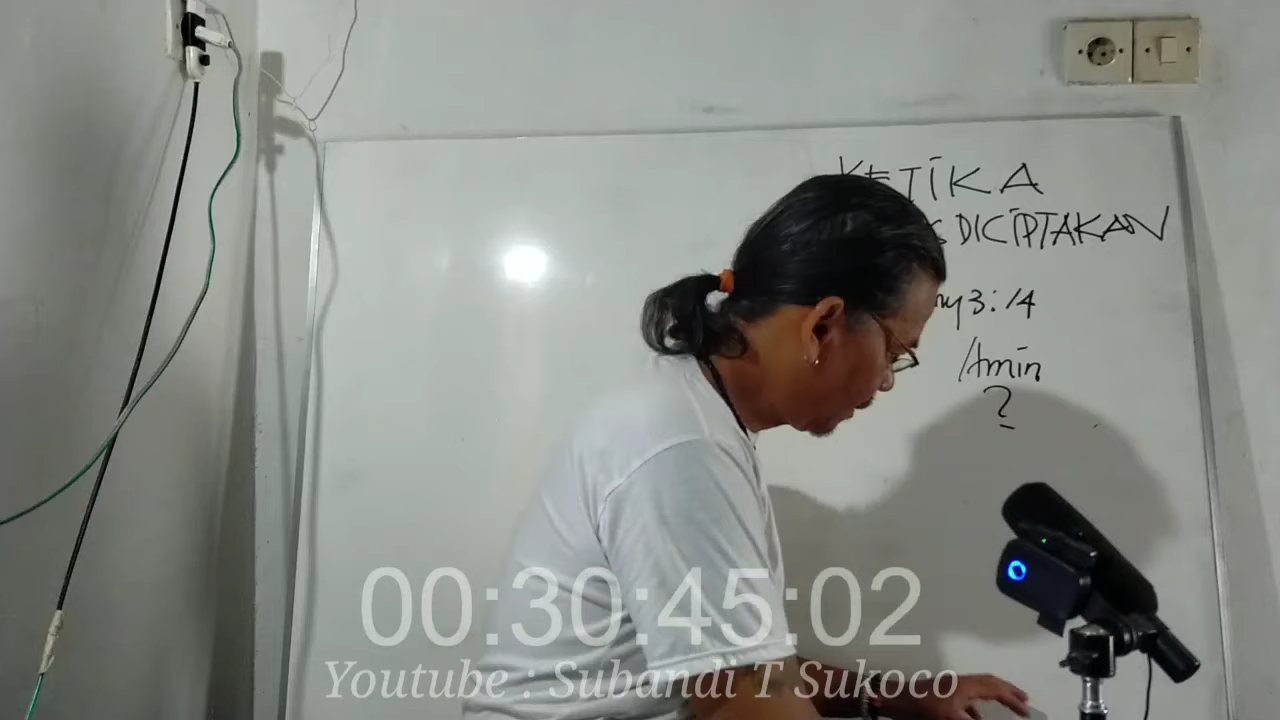 KETIKA
DICIPTAKAN
3:14
Amin
?
00:30:45:02
Youtube : Subandi T Sukoco